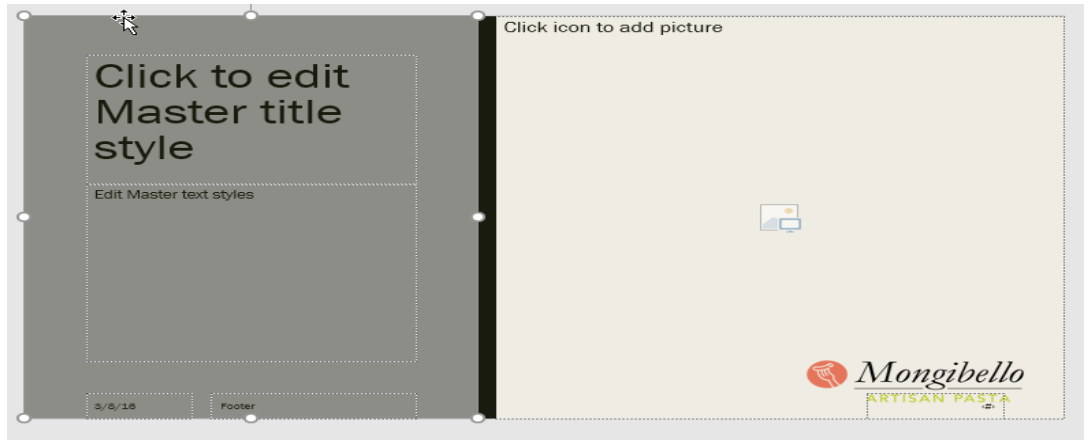 Click to edit
Master title
style
Edit Master text styles
3/8/16
Footer
Click icon to add picture
Mongibello
ARTISAN PASTA
‹#›